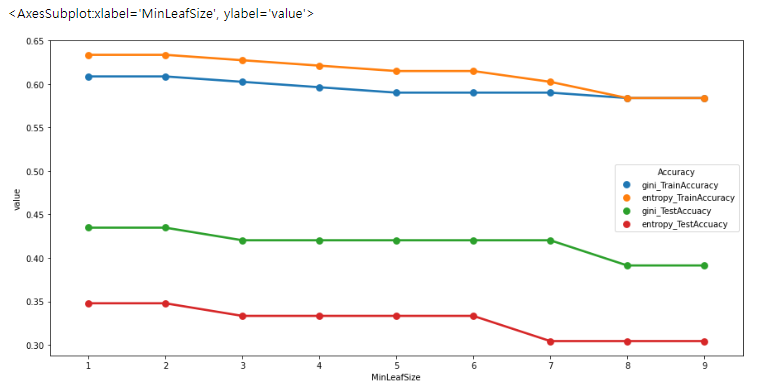 <AxesSubplot:xlabel='MinLeafSize', ylabel='value'>
0.65
0.60
0.55
0.50
0.45
0.40
0.35
0.30
value
1 2 3 4 5 6 7 8 9
MinLeafSize
Accuracy
gini_TrainAccuracy
entropy_TrainAccuracy
gini_TestAccuacy
entropy_TestAccuacy